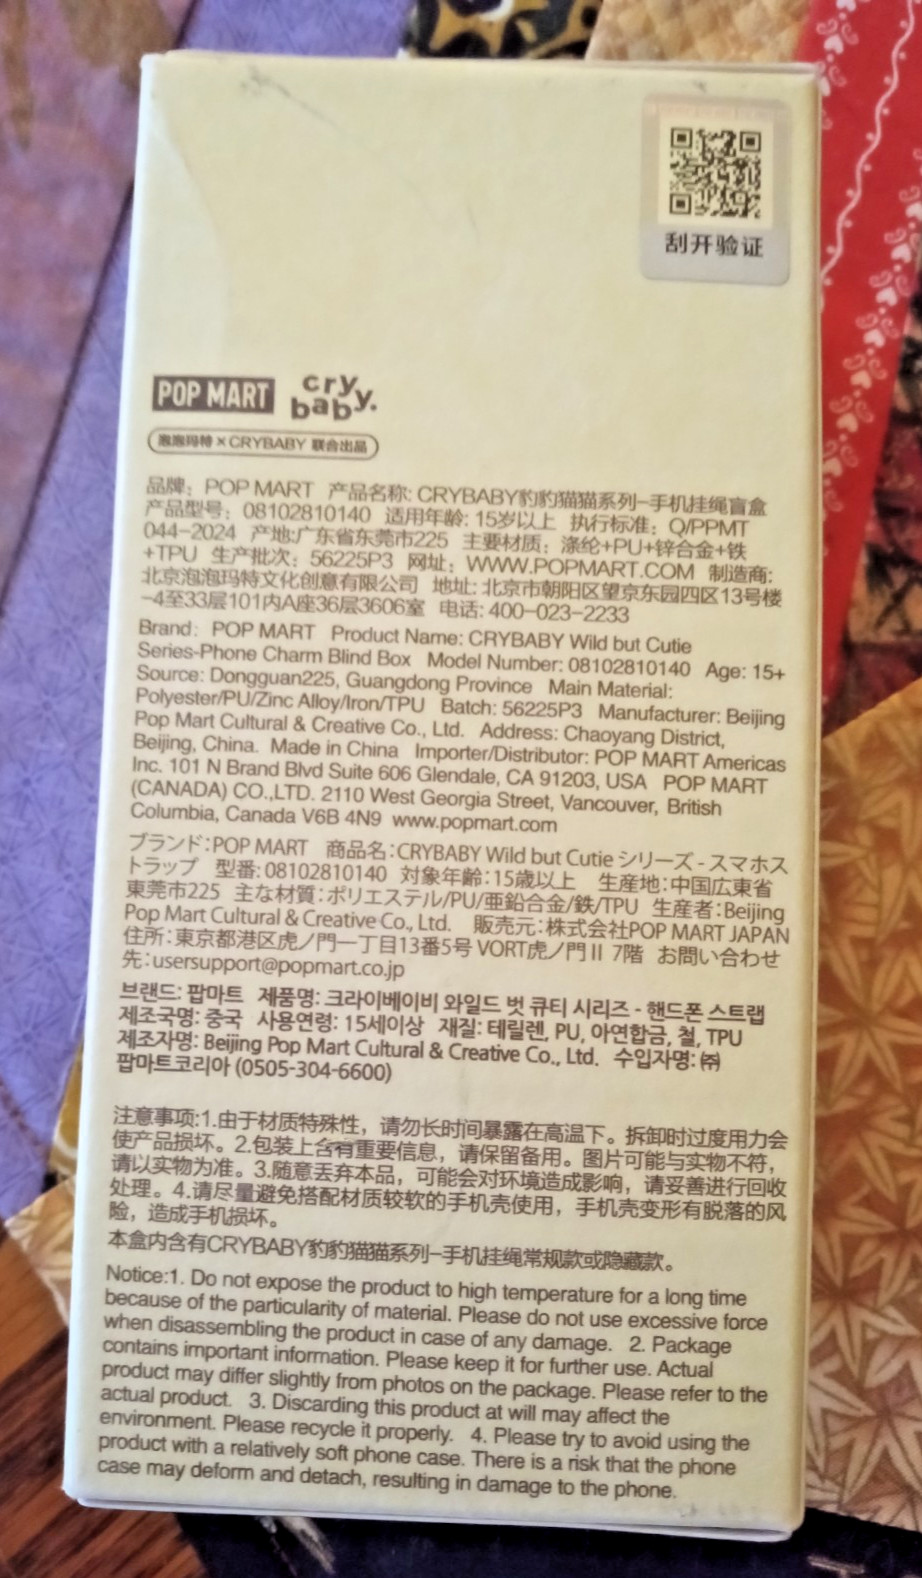 刮开验证
POP MART cry baby.
泡泡玛特×CRYBABY 联合出品
品牌：POP MART 产品名称: CRYBABY豹豹猫猫系列-手机挂绳盲盒
产品型号：08102810140 适用年龄: 15岁以上 执行标准：Q/PPMT
044-2024 产地:广东省东莞市225 主要材质：涤纶+PU+锌合金+铁
+TPU 生产批次：56225P3 网址：WWW.POPMART.COM 制造商:
北京泡泡玛特文化创意有限公司 地址: 北京市朝阳区望京东园四区13号楼
-4至33层101内A座36层3606室 电话: 400-023-2233
Brand: POP MART Product Name: CRYBABY Wild but Cutie
Series-Phone Charm Blind Box Model Number: 08102810140 Age: 15+
Source: Dongguan225, Guangdong Province Main Material:
Polyester/PU/Zinc Alloy/Iron/TPU Batch: 56225P3 Manufacturer: Beijing
Pop Mart Cultural & Creative Co., Ltd. Address: Chaoyang District,
Beijing, China. Made in China Importer/Distributor: POP MART Americas
Inc. 101 N Brand Blvd Suite 606 Glendale, CA 91203, USA POP MART
(CANADA) CO.,LTD. 2110 West Georgia Street, Vancouver, British
Columbia, Canada V6B 4N9 www.popmart.com
ブランド：POP MART 商品名：CRYBABY Wild but Cutie シリーズ - スマホス
トラップ 型番：08102810140 対象年齢：15歳以上 生産地：中国広東省
東莞市225 主な材質：ポリエステル/PU/亜鉛合金/鉄/TPU 生産者：Beijing
Pop Mart Cultural & Creative Co., Ltd. 販売元：株式会社POP MART JAPAN
住所：東京都港区虎ノ門一丁目13番5号 VORT虎ノ門Ⅱ 7階 お問い合わせ
先：usersupport@popmart.co.jp
브랜드: 팝마트 제품명: 크라이베이비 와일드 벗 큐티 시리즈 - 핸드폰 스트랩
제조국명: 중국 사용연령: 15세이상 재질: 테릴렌, PU, 아연합금, 철, TPU
제조자명: Beijing Pop Mart Cultural & Creative Co., Ltd. 수입자명: ㈜
팝마트코리아 (0505-304-6600)
注意事项:1.由于材质特殊性，请勿长时间暴露在高温下。拆卸时过度用力会
使产品损坏。2.包装上含有重要信息，请保留备用。图片可能与实物不符，
请以实物为准。3.随意丢弃本品，可能会对环境造成影响，请妥善进行回收
处理。4.请尽量避免搭配材质较软的手机壳使用，手机壳变形有脱落的风
险，造成手机损坏。
本盒内含有CRYBABY豹豹猫猫系列-手机挂绳常规款或隐藏款。
Notice:1. Do not expose the product to high temperature for a long time
because of the particularity of material. Please do not use excessive force
when disassembling the product in case of any damage. 2. Package
contains important information. Please keep it for further use. Actual
product may differ slightly from photos on the package. Please refer to the
actual product. 3. Discarding this product at will may affect the
environment. Please recycle it properly. 4. Please try to avoid using the
product with a relatively soft phone case. There is a risk that the phone
case may deform and detach, resulting in damage to the phone.